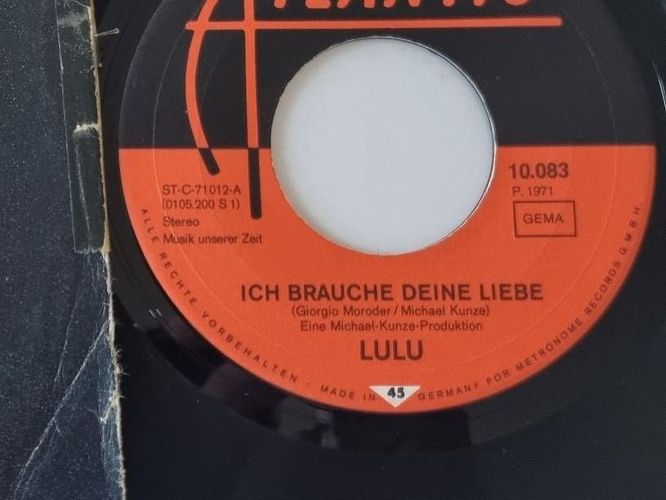 ATLANTIC
ST-C-71012-A
(0105.200 S 1)
Stereo
Musik unserer Zeit
10.083
P. 1971
GEMA
ICH BRAUCHE DEINE LIEBE
(Giorgio Moroder / Michael Kunze)
Eine Michael-Kunze-Produktion
LULU
ALLE RECHTE VORBEHALTEN - MADE IN GERMANY FOR METRONOME RECORDS G.M.B.H.
45